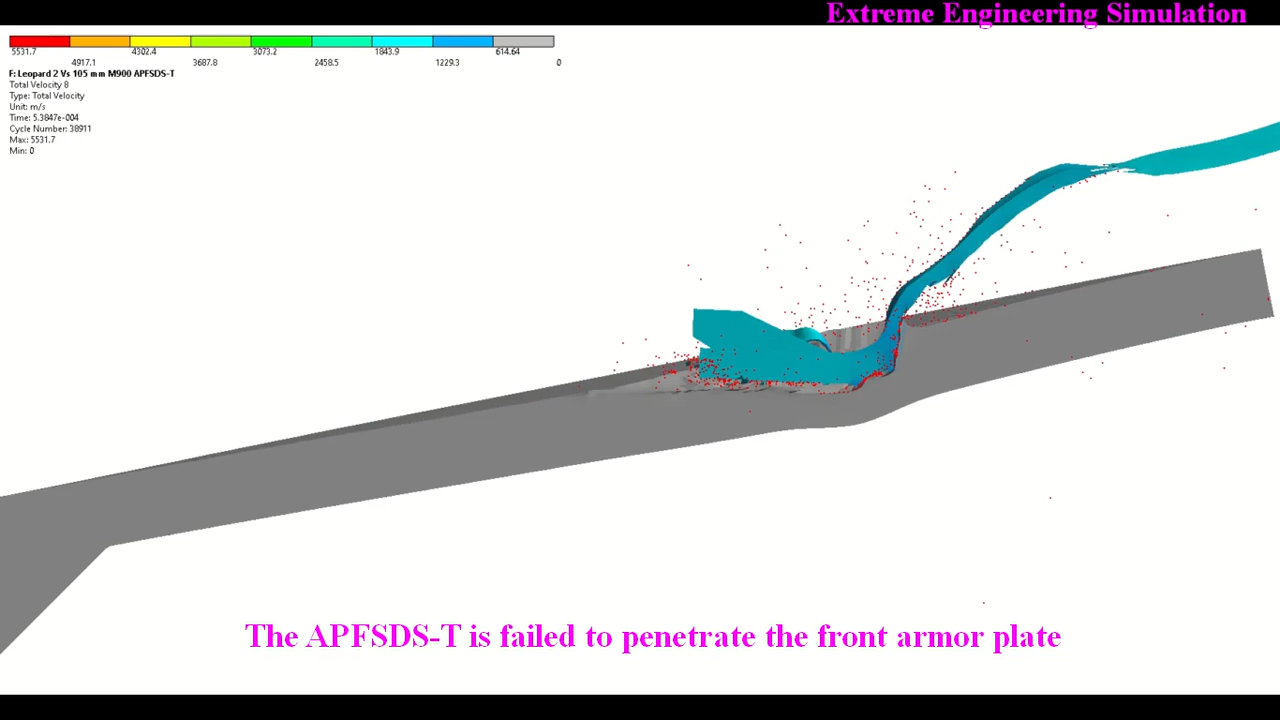 Extreme Engineering Simulation
5531.7 4302.4 3073.2 1843.9 614.64
4917.1 3687.8 2458.5 1229.3 0
F: Leopard 2 Vs 105 mm M900 APFSDS-T
Total Velocity 8
Type: Total Velocity
Unit: m/s
Time: 5.3847e-004
Cycle Number: 38911
Max: 5531.7
Min: 0
The APFSDS-T is failed to penetrate the front armor plate